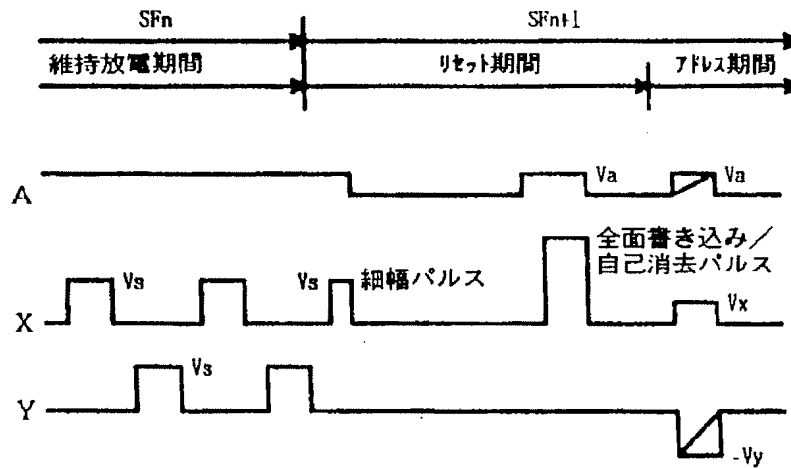 SFn
SFn+1
維持放電期間
リセット期間
アドレス期間
A
Va
Va
全面書き込み／
自己消去パルス
X
Vs
Vs
細幅パルス
Vx
Y
Vs
-Vy